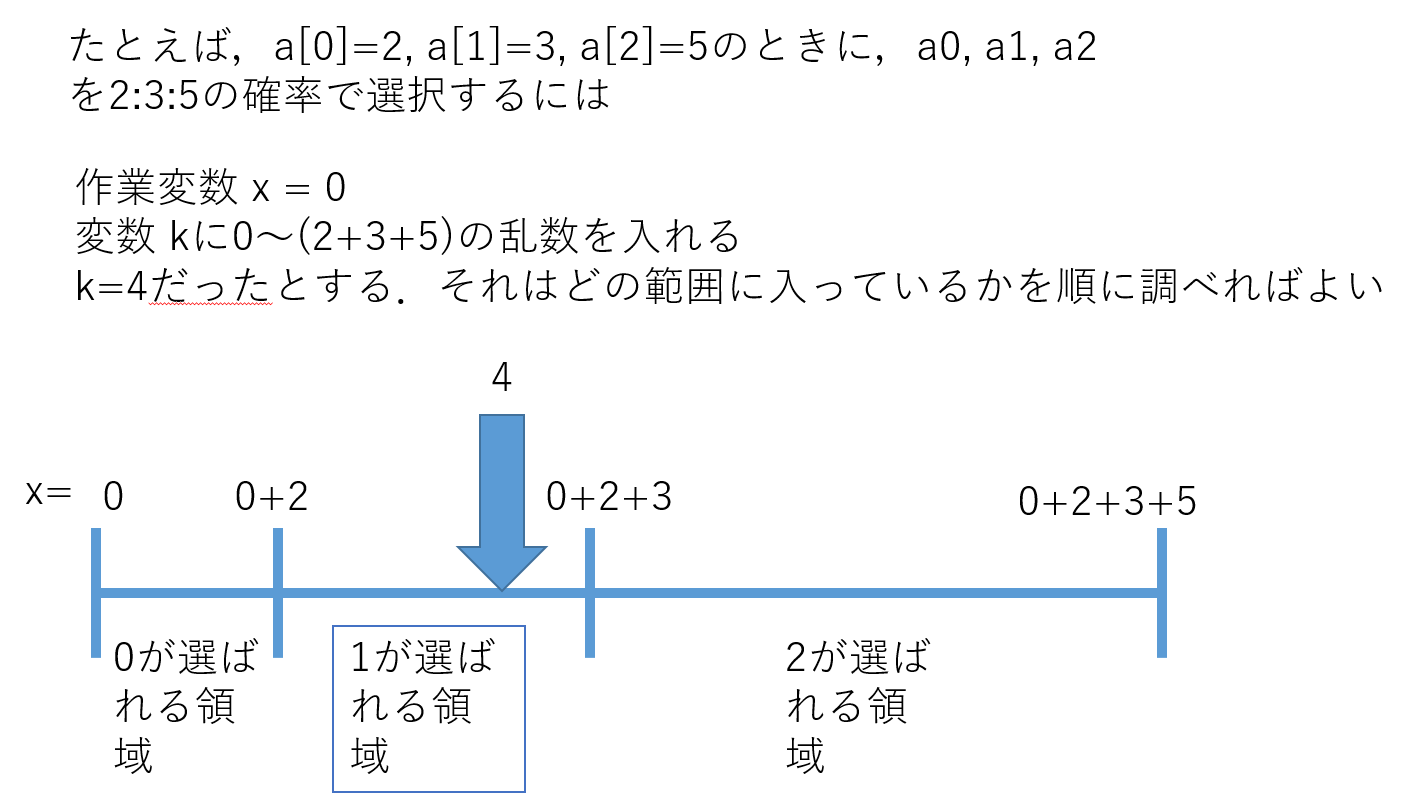 たとえば，a[0]=2, a[1]=3, a[2]=5のときに，a0, a1, a2
を2:3:5の確率で選択するには
作業変数 x = 0
変数 kに0～(2+3+5)の乱数を入れる
k=4だったとする．それはどの範囲に入っているかを順に調べればよい
4
x= 0 0+2 0+2+3 0+2+3+5
0が選ば
れる領
域
1が選ば
れる領
域
2が選ば
れる領
域